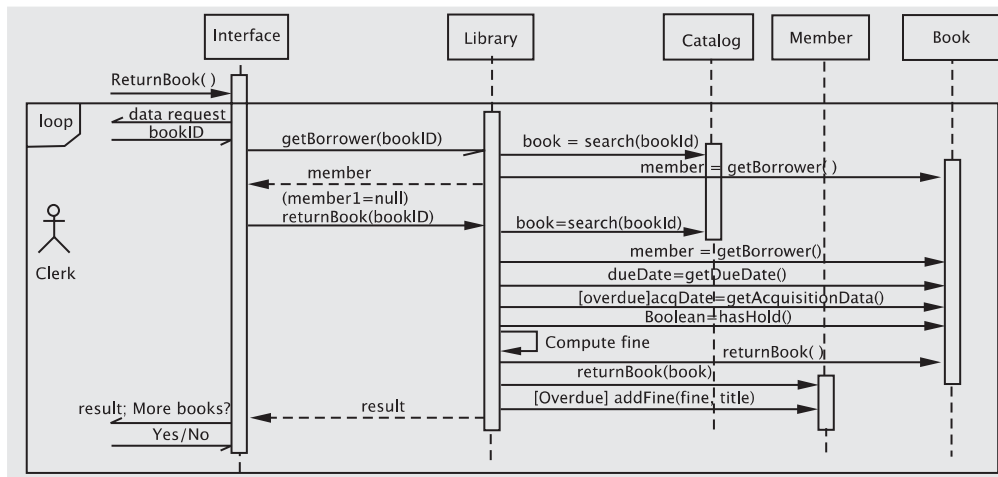 Interface
Library
Catalog
Member
Book
ReturnBook( )
loop
data request
bookID
getBorrower(bookID)
book = search(bookId)
member = getBorrower( )
member
(member1=null)
returnBook(bookID)
book=search(bookId)
Clerk
member = getBorrower()
dueDate=getDueDate()
[overdue]acqDate=getAcquisitionData()
Boolean=hasHold()
Compute fine
returnBook( )
returnBook(book)
[Overdue] addFine(fine, title)
result
result; More books?
Yes/No